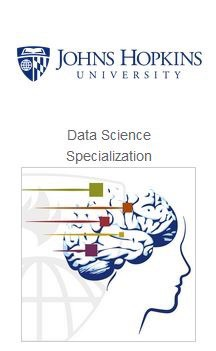 JOHNS HOPKINS
UNIVERSITY
Data Science
Specialization